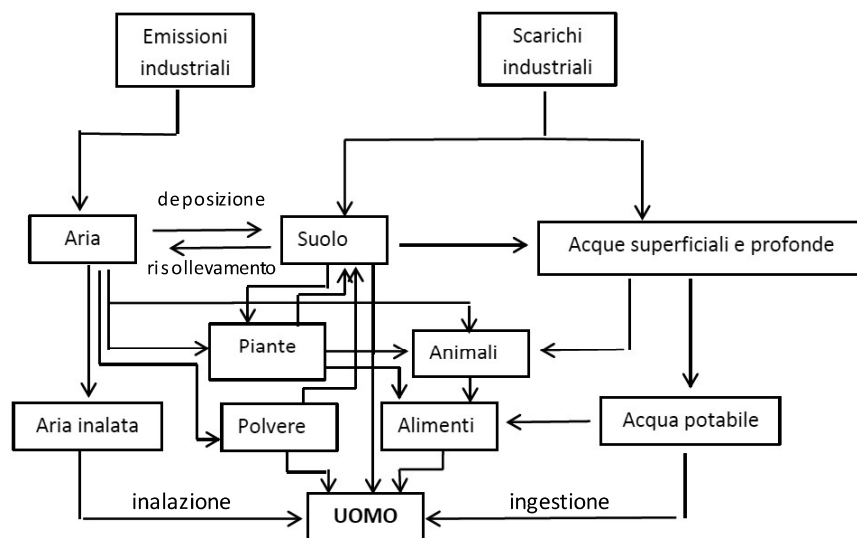 Emissioni
industriali
Scarichi
industriali
deposizione
Aria
Suolo
Acque superficiali e profonde
risollevamento
Piante
Animali
Aria inalata
Polvere
Alimenti
Acqua potabile
inalazione
UOMO
ingestione